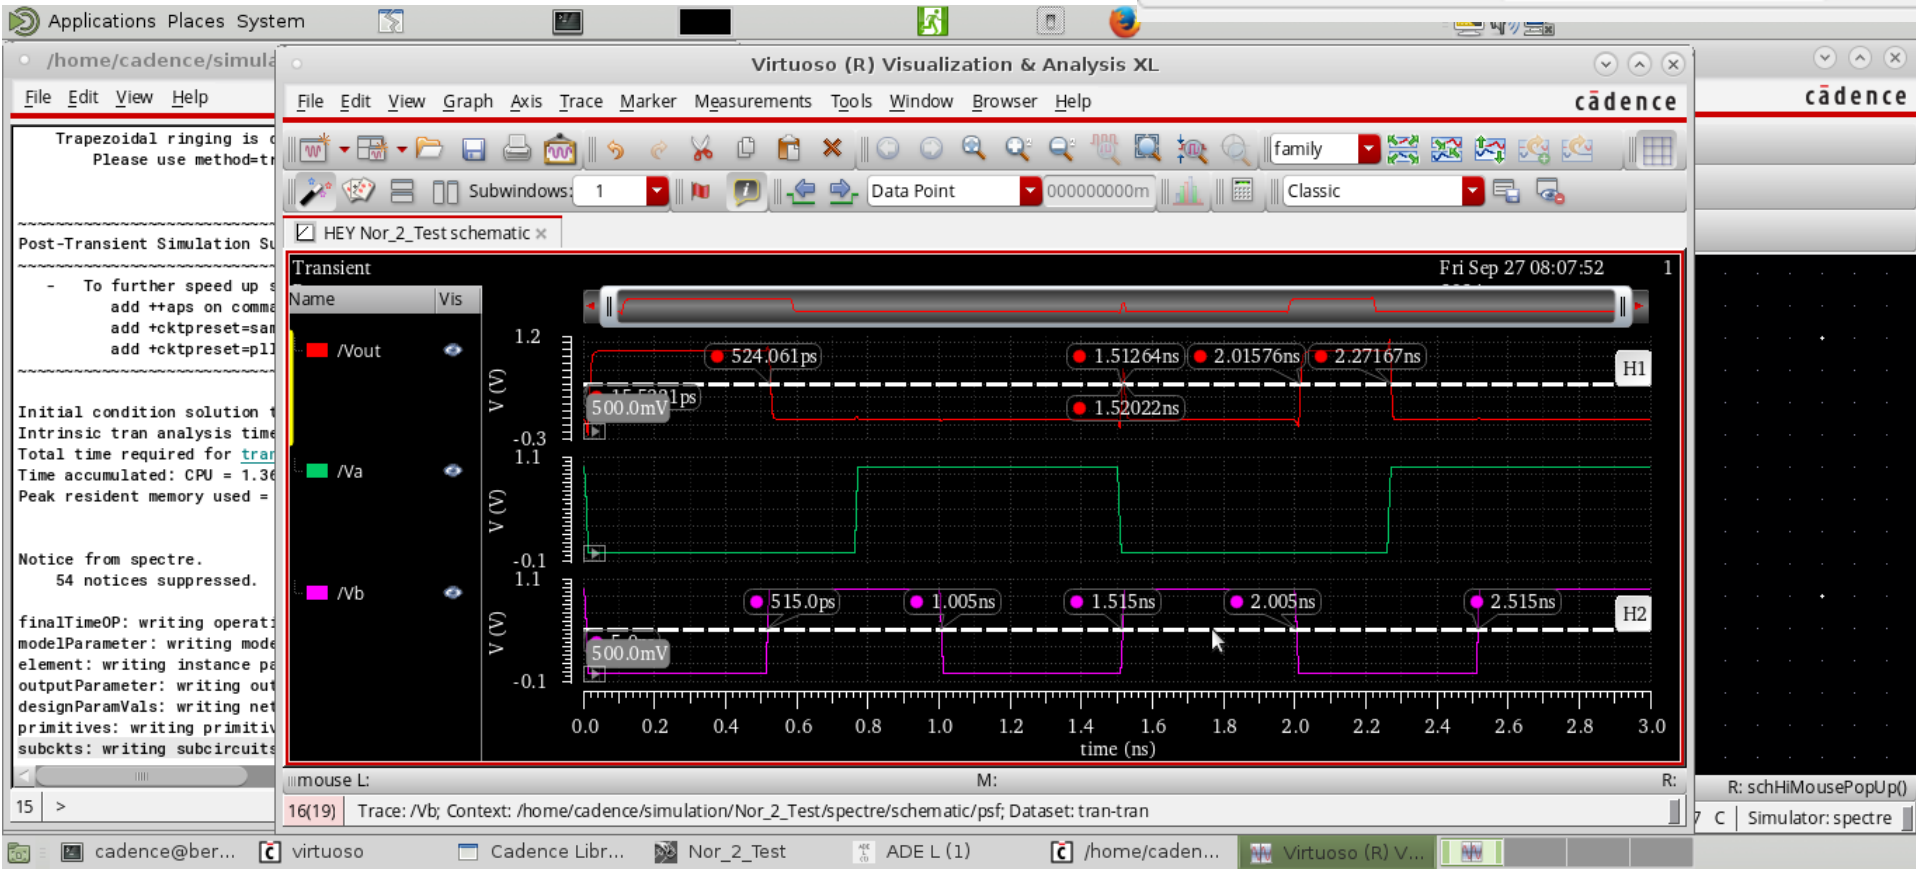 Applications Places System
/home/cadence/simula
Virtuoso (R) Visualization & Analysis XL
File Edit View Help
File Edit View Graph Axis Trace Marker Measurements Tools Window Browser Help
cādence
cādence
Trapezoidal ringing is
Please use method=tr
family
Subwindows: 1
Data Point
000000000m
Classic
HEY Nor_2_Test schematic
Post-Transient Simulation Su
- To further speed up s
add ++aps on comma
add +cktpreset=sam
add +cktpreset=pll
Initial condition solution t
Intrinsic tran analysis time
Total time required for tran
Time accumulated: CPU = 1.36
Peak resident memory used =
Notice from spectre.
54 notices suppressed.
finalTimeOP: writing operati
modelParameter: writing mode
element: writing instance pa
outputParameter: writing out
designParamVals: writing net
primitives: writing primitiv
subckts: writing subcircuits
15 >
Transient
Fri Sep 27 08:07:52 1
Name Vis
/Vout
/Va
/Vb
1.2
V (V)
-0.3
524.061ps
1.51264ns
2.01576ns
2.27167ns
H1
500.0mV
1.52022ns
1.1
V (V)
-0.1
1.1
V (V)
-0.1
515.0ps
1.005ns
1.515ns
2.005ns
2.515ns
H2
500.0mV
0.0 0.2 0.4 0.6 0.8 1.0 1.2 1.4 1.6 1.8 2.0 2.2 2.4 2.6 2.8 3.0
time (ns)
mouse L: M: R:
16(19) Trace: /Vb; Context: /home/cadence/simulation/Nor_2_Test/spectre/schematic/psf; Dataset: tran-tran
R: schHiMousePopUp()
7 C Simulator: spectre
cadence@ber... virtuoso Cadence Libr... Nor_2_Test ADE L (1) /home/caden... Virtuoso (R) V...